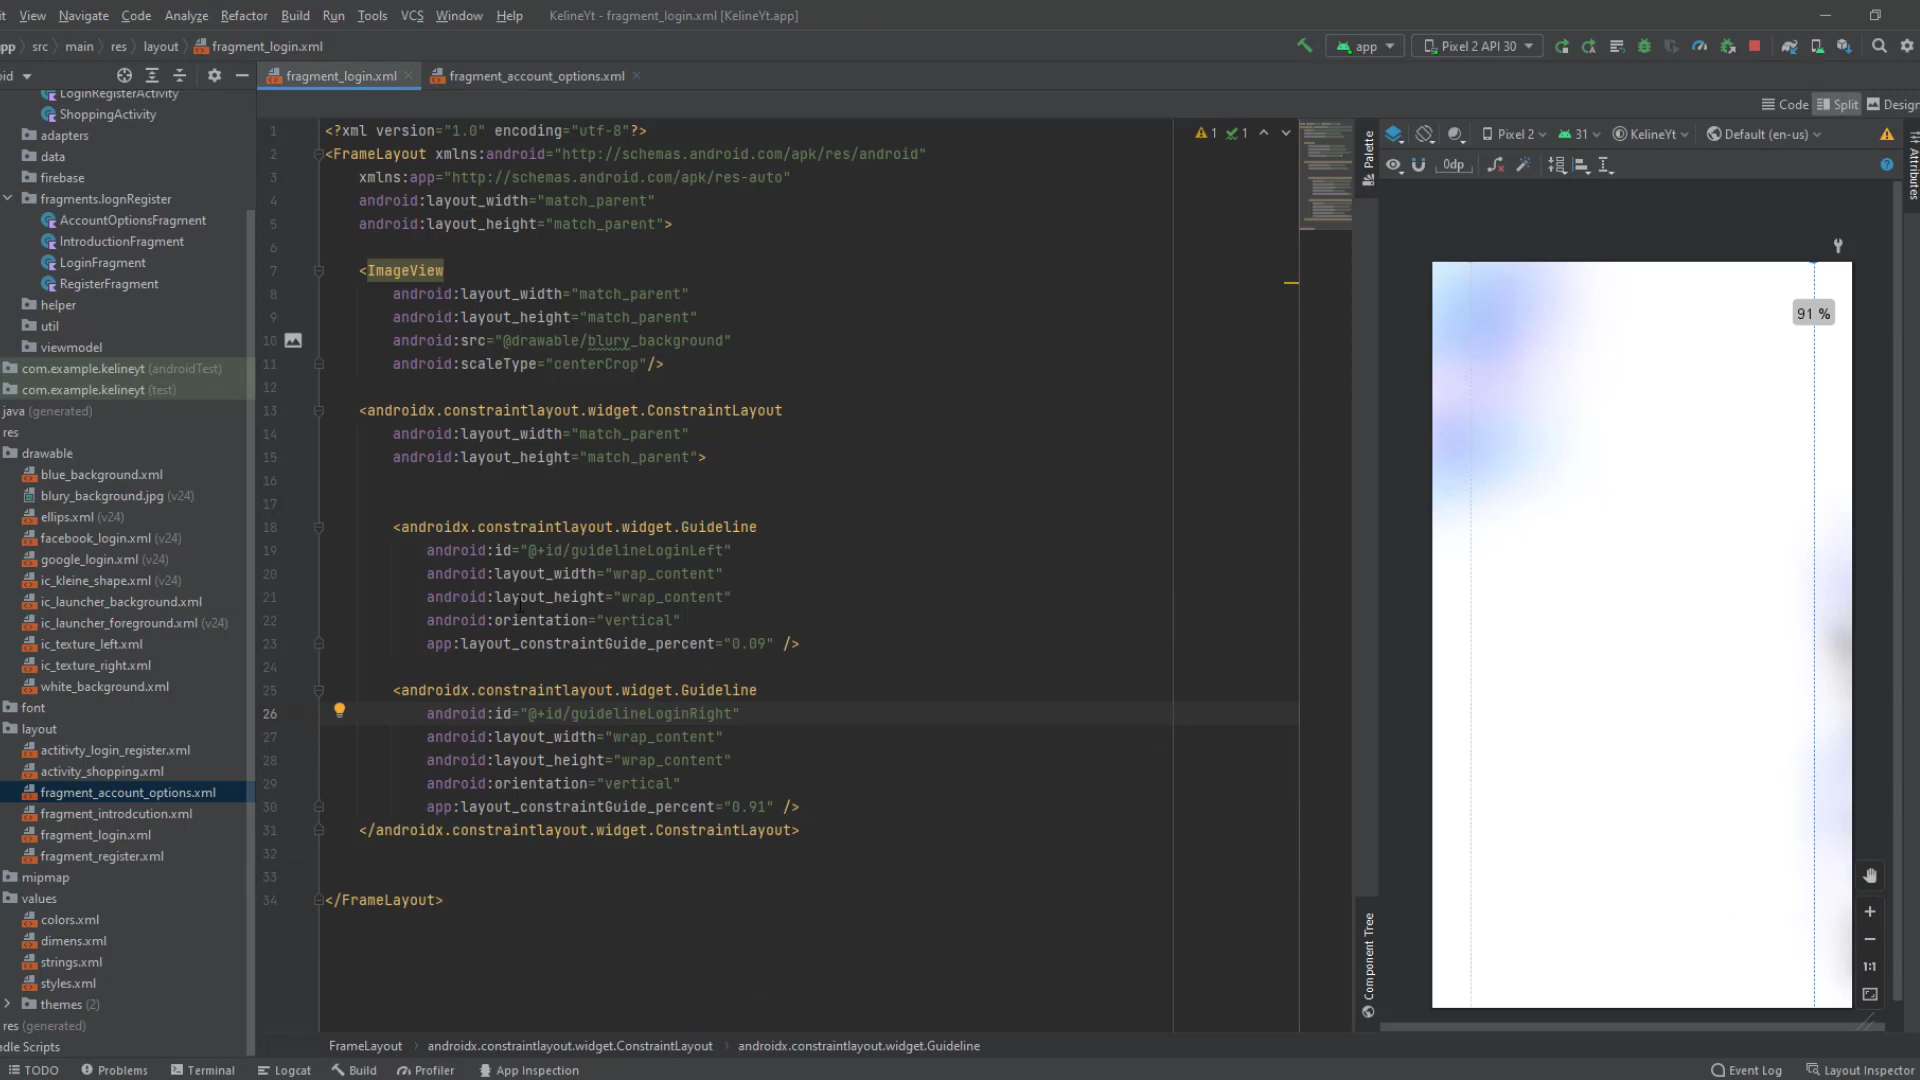 View Navigate Code Analyze Refactor Build Run Tools VCS Window Help KelineYt - fragment_login.xml [KelineYt.app]
src main res layout fragment_login.xml app Pixel 2 API 30
fragment_login.xml fragment_account_options.xml
Code Split Design
LoginRegisterActivity
ShoppingActivity
adapters
data
firebase
fragments.lognRegister
AccountOptionsFragment
IntroductionFragment
LoginFragment
RegisterFragment
helper
util
viewmodel
com.example.kelineyt (androidTest)
com.example.kelineyt (test)
java (generated)
res
drawable
blue_background.xml
blury_background.jpg (v24)
ellips.xml (v24)
facebook_login.xml (v24)
google_login.xml (v24)
ic_kleine_shape.xml (v24)
ic_launcher_background.xml
ic_launcher_foreground.xml (v24)
ic_texture_left.xml
ic_texture_right.xml
white_background.xml
font
layout
actitivty_login_register.xml
activity_shopping.xml
fragment_account_options.xml
fragment_introdcution.xml
fragment_login.xml
fragment_register.xml
mipmap
values
colors.xml
dimens.xml
strings.xml
styles.xml
themes (2)
res (generated)
1 <?xml version="1.0" encoding="utf-8"?>
2 <FrameLayout xmlns:android="http://schemas.android.com/apk/res/android"
3 xmlns:app="http://schemas.android.com/apk/res-auto"
4 android:layout_width="match_parent"
5 android:layout_height="match_parent">
6
7 <ImageView
8 android:layout_width="match_parent"
9 android:layout_height="match_parent"
10 android:src="@drawable/blury_background"
11 android:scaleType="centerCrop"/>
12
13 <androidx.constraintlayout.widget.ConstraintLayout
14 android:layout_width="match_parent"
15 android:layout_height="match_parent">
16
17
18 <androidx.constraintlayout.widget.Guideline
19 android:id="@+id/guidelineLoginLeft"
20 android:layout_width="wrap_content"
21 android:layout_height="wrap_content"
22 android:orientation="vertical"
23 app:layout_constraintGuide_percent="0.09" />
24
25 <androidx.constraintlayout.widget.Guideline
26 android:id="@+id/guidelineLoginRight"
27 android:layout_width="wrap_content"
28 android:layout_height="wrap_content"
29 android:orientation="vertical"
30 app:layout_constraintGuide_percent="0.91" />
31 </androidx.constraintlayout.widget.ConstraintLayout>
32
33
34 </FrameLayout>
1 1
Palette
Component Tree
Pixel 2 31 KelineYt Default (en-us)
0dp
Attributes
91 %
1:1
FrameLayout androidx.constraintlayout.widget.ConstraintLayout androidx.constraintlayout.widget.Guideline
TODO Problems Terminal Logcat Build Profiler App Inspection Event Log Layout Inspector